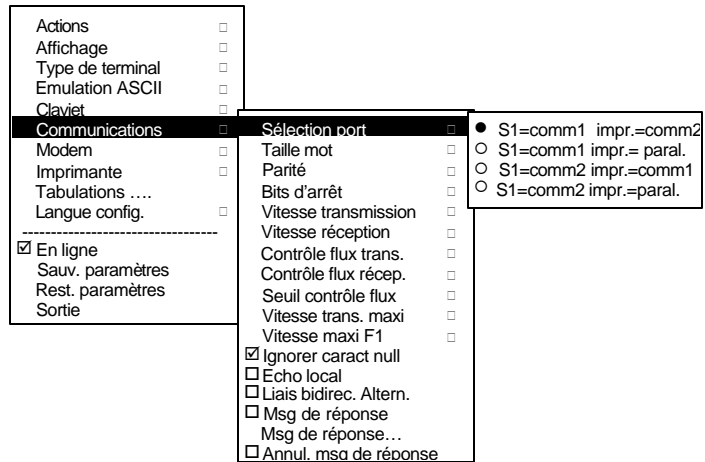 Actions
Affichage
Type de terminal
Emulation ASCII
Claviet
Communications
Modem
Imprimante
Tabulations ….
Langue config.
---------------------------------
En ligne
Sauv. paramètres
Rest. paramètres
Sortie
Sélection port
Taille mot
Parité
Bits d'arrêt
Vitesse transmission
Vitesse réception
Contrôle flux trans.
Contrôle flux récep.
Seuil contrôle flux
Vitesse trans. maxi
Vitesse maxi F1
Ignorer caract null
Echo local
Liais bidirec. Altern.
Msg de réponse
Msg de réponse…
Annul. msg de réponse
S1=comm1 impr.=comm2
S1=comm1 impr.= paral.
S1=comm2 impr.=comm1
S1=comm2 impr.=paral.